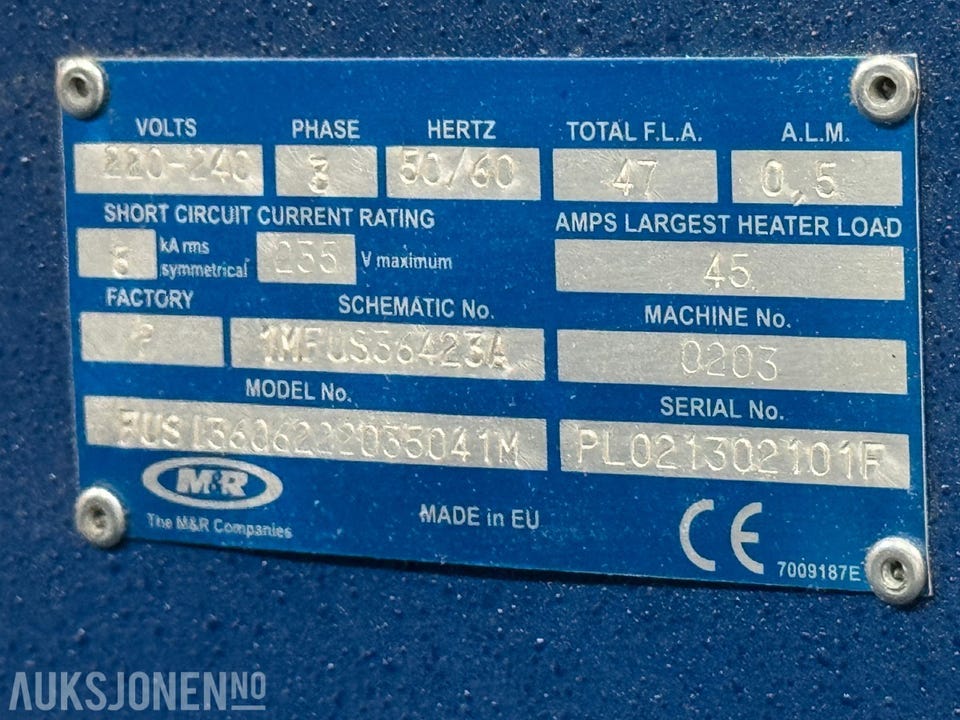 VOLTS PHASE HERTZ TOTAL F.L.A. A.L.M.
220-240 3 50/60 47 0,5
SHORT CIRCUIT CURRENT RATING AMPS LARGEST HEATER LOAD
kA rms symmetrical 235 V maximum 45
FACTORY SCHEMATIC No. MACHINE No.
1MFUS36423A 0203
MODEL No. SERIAL No.
PL021302101F
M&R
The M&R Companies
MADE in EU
CE
7009187E
AUKSJONEN.NO